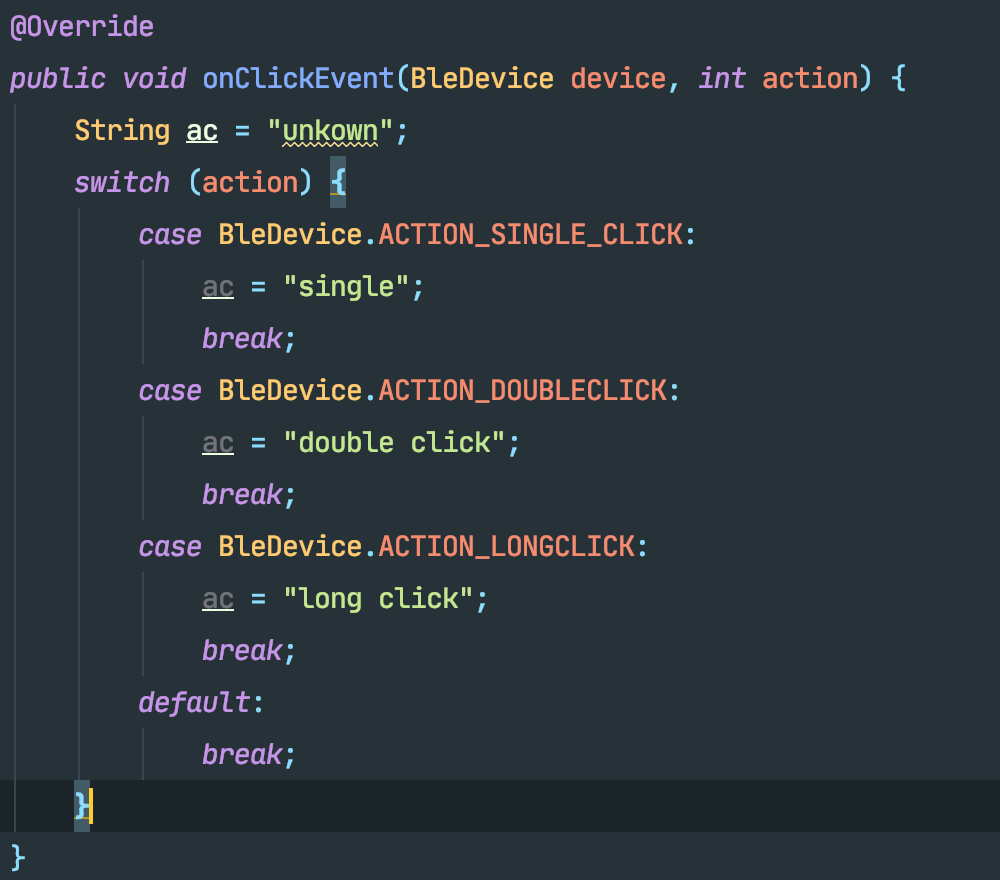 @Override
public void onClickEvent(BleDevice device, int action) {
    String ac = "unkown";
    switch (action) {
        case BleDevice.ACTION_SINGLE_CLICK:
            ac = "single";
            break;
        case BleDevice.ACTION_DOUBLECLICK:
            ac = "double click";
            break;
        case BleDevice.ACTION_LONGCLICK:
            ac = "long click";
            break;
        default:
            break;
    }
}